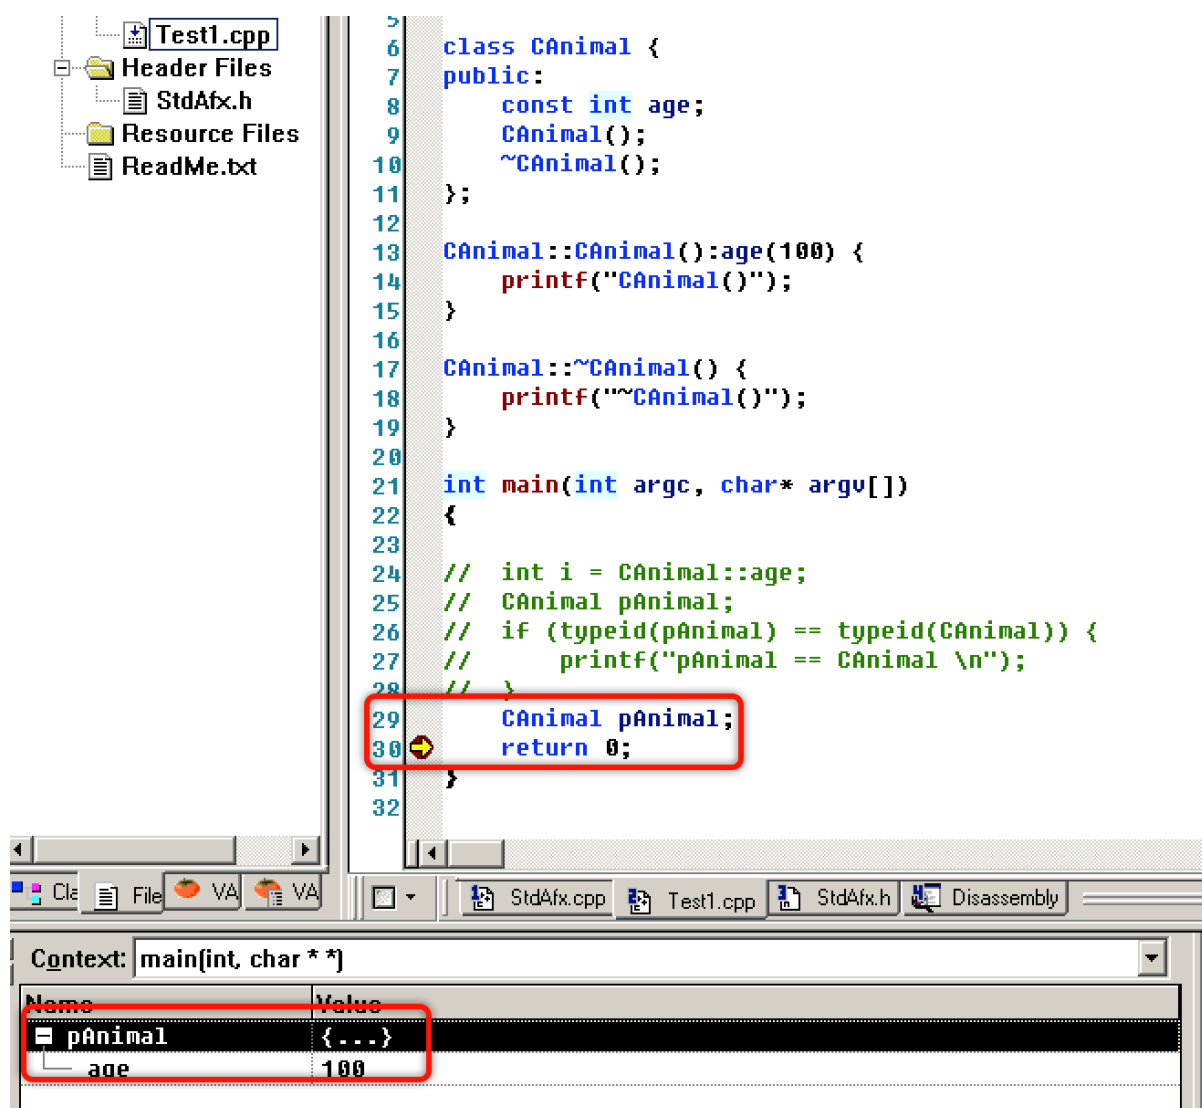 Test1.cpp
Header Files
StdAfx.h
Resource Files
ReadMe.txt
5
6 class CAnimal {
7 public:
8 const int age;
9 CAnimal();
10 ~CAnimal();
11 };
12
13 CAnimal::CAnimal():age(100) {
14 printf("CAnimal()");
15 }
16
17 CAnimal::~CAnimal() {
18 printf("~CAnimal()");
19 }
20
21 int main(int argc, char* argv[])
22 {
23
24 // int i = CAnimal::age;
25 // CAnimal pAnimal;
26 // if (typeid(pAnimal) == typeid(CAnimal)) {
27 // printf("pAnimal == CAnimal \n");
28 // }
29 CAnimal pAnimal;
30 return 0;
31 }
32
Cla File VA VA
StdAfx.cpp Test1.cpp StdAfx.h Disassembly
Context: main(int, char * *)
Name Value
pAnimal {...}
age 100